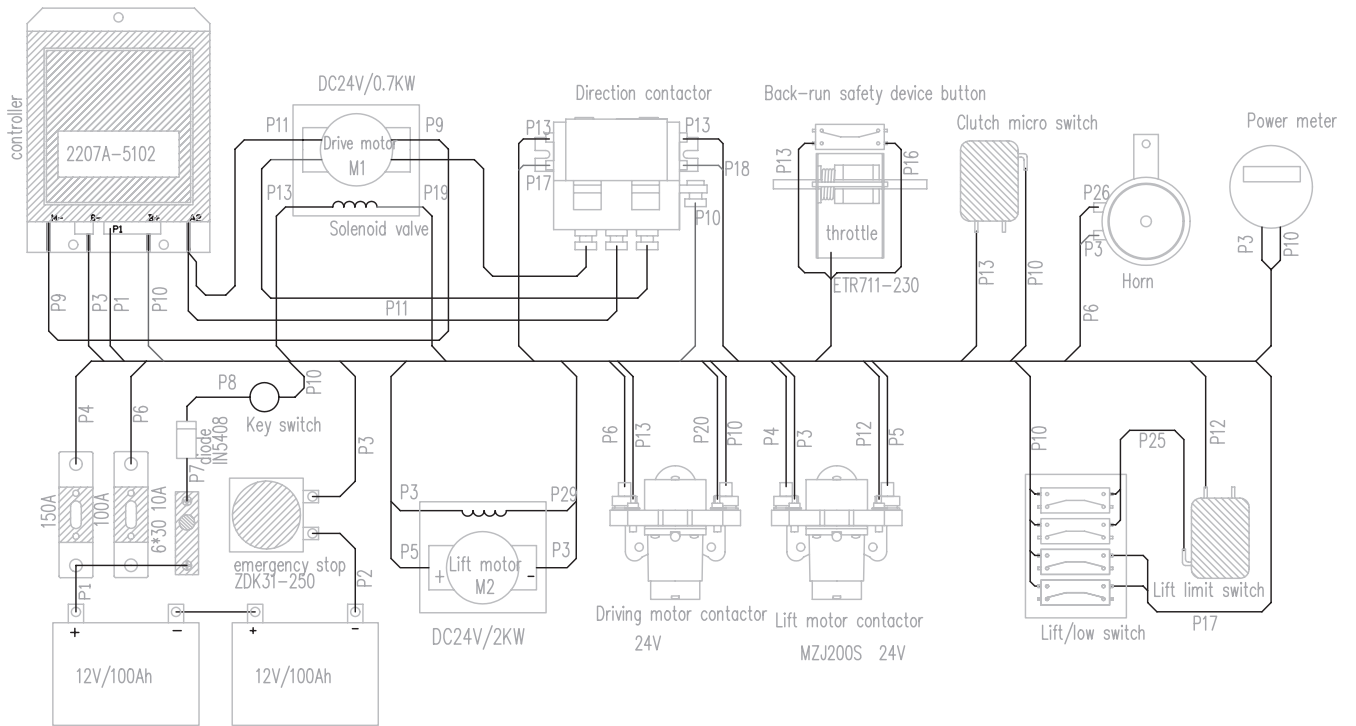 controller
2207A-5102
M-
B-
B+
A2
P1
P9
P3
P1
P10
DC24V/0.7KW
P11
P9
Drive motor
M1
P13
P19
Solenoid valve
P11
Direction contactor
P13
P13
P17
P18
P10
Back-run safety device button
P13
P16
throttle
ETR711-230
Clutch micro switch
P13
P10
P26
P3
P6
Horn
Power meter
P3
P10
P4
P6
P8
P10
Key switch
diode
IN5408
P7
P3
150A
100A
6*30 10A
emergency stop
ZDK31-250
P1
P2
+
−
+
−
12V/100Ah
12V/100Ah
P3
P29
P5
P3
+
Lift motor
−
M2
DC24V/2KW
P6
P13
P20
P10
Driving motor contactor
24V
P4
P3
P12
P5
Lift motor contactor
MZJ200S 24V
P10
P25
P12
Lift limit switch
P17
Lift/low switch